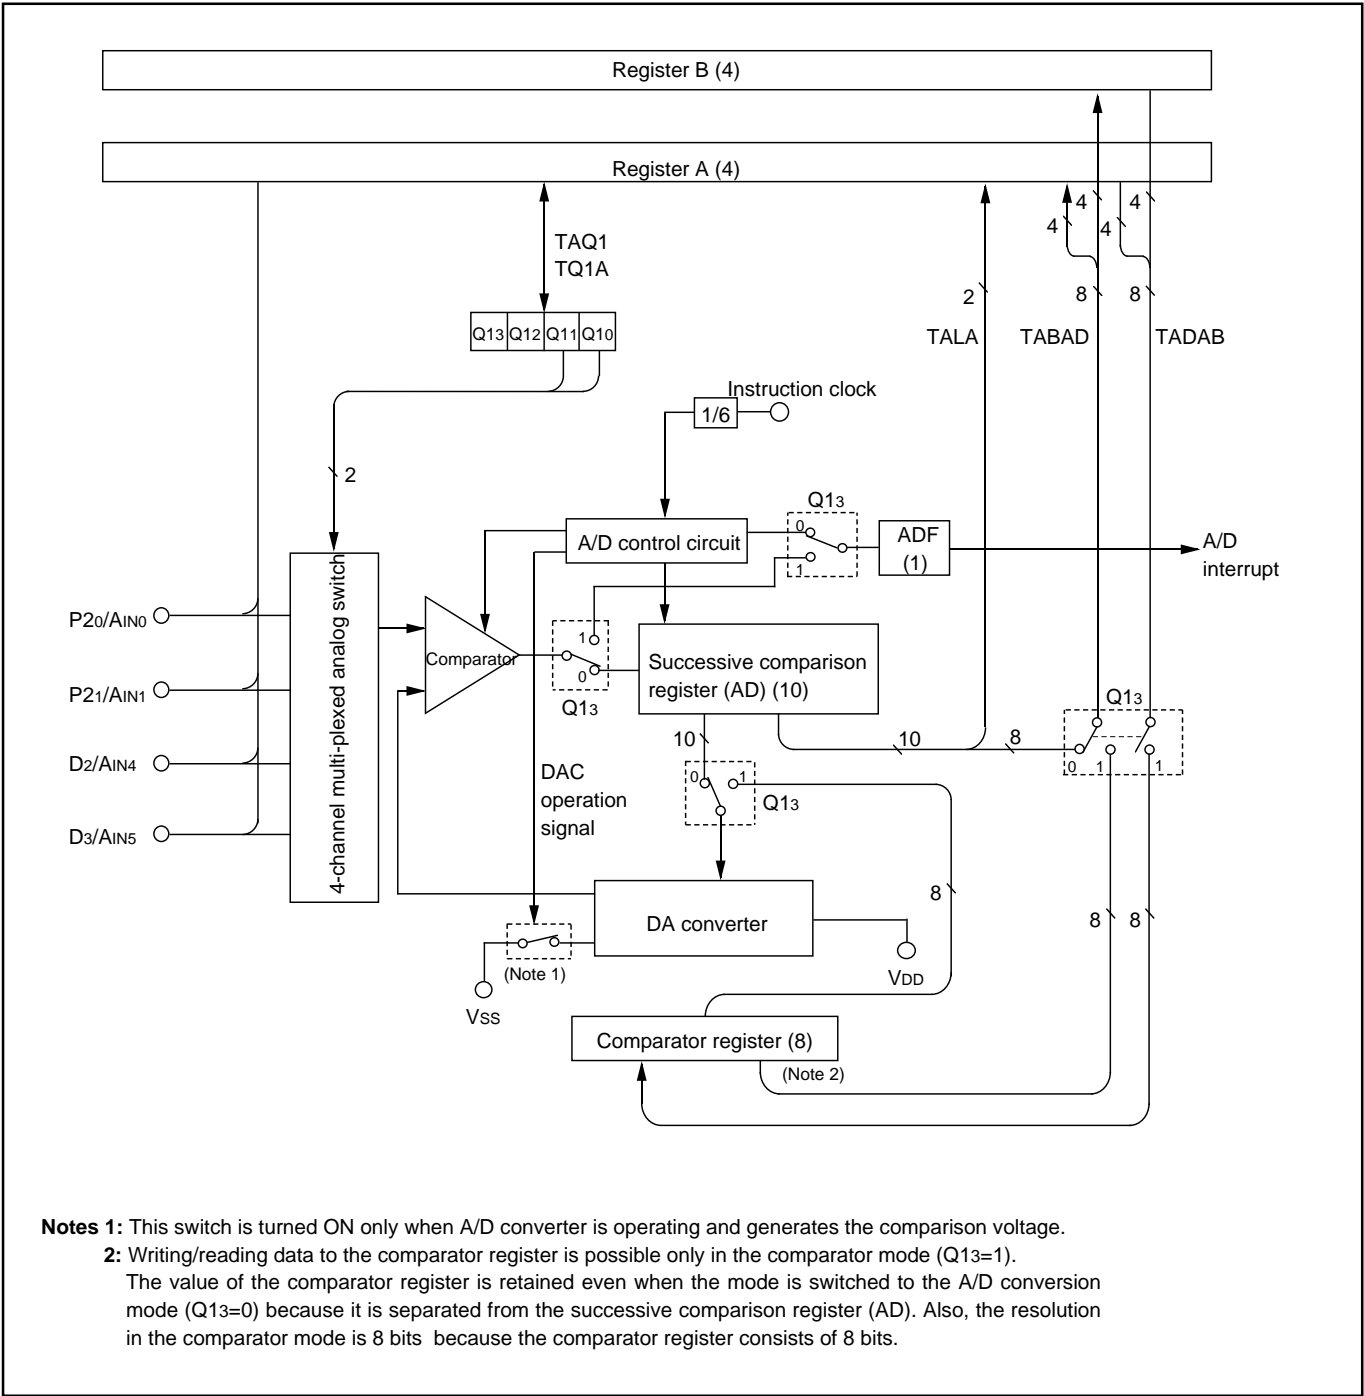 Register B (4)
Register A (4)
4
4
4
4
TAQ1
TQ1A
2
8
8
Q13 Q12 Q11 Q10
TALA
TABAD
TADAB
Instruction clock
1/6
2
Q13
0
1
A/D control circuit
ADF
(1)
A/D
interrupt
4-channel multi-plexed analog switch
P20/AIN0
P21/AIN1
D2/AIN4
D3/AIN5
Comparator
1
0
Q13
Successive comparison
register (AD) (10)
Q13
0
1
1
10
10
8
DAC
operation
signal
0
1
Q13
8
8
8
DA converter
(Note 1)
VSS
VDD
Comparator register (8)
(Note 2)
Notes 1: This switch is turned ON only when A/D converter is operating and generates the comparison voltage.
2: Writing/reading data to the comparator register is possible only in the comparator mode (Q13=1).
The value of the comparator register is retained even when the mode is switched to the A/D conversion
mode (Q13=0) because it is separated from the successive comparison register (AD). Also, the resolution
in the comparator mode is 8 bits because the comparator register consists of 8 bits.